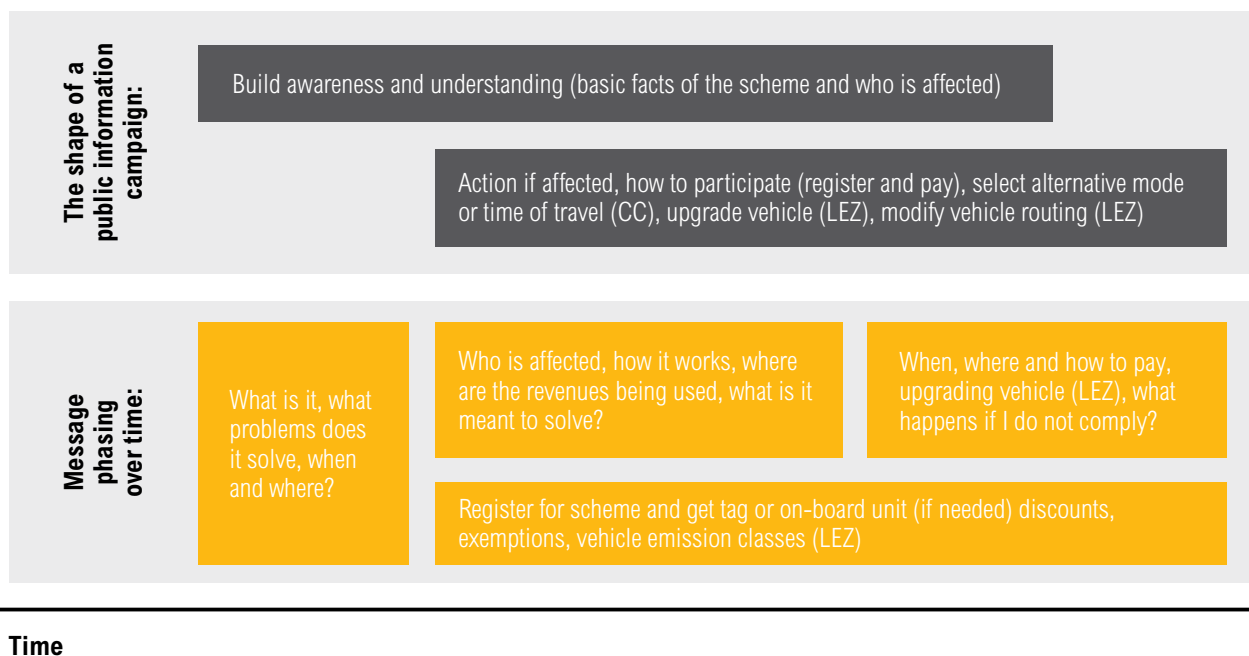 The shape of a
public information
campaign:
Build awareness and understanding (basic facts of the scheme and who is affected)
Action if affected, how to participate (register and pay), select alternative mode
or time of travel (CC), upgrade vehicle (LEZ), modify vehicle routing (LEZ)
Message
phasing
over time:
What is it, what
problems does
it solve, when
and where?
Who is affected, how it works, where
are the revenues being used, what is it
meant to solve?
When, where and how to pay,
upgrading vehicle (LEZ), what
happens if I do not comply?
Register for scheme and get tag or on-board unit (if needed) discounts,
exemptions, vehicle emission classes (LEZ)
Time